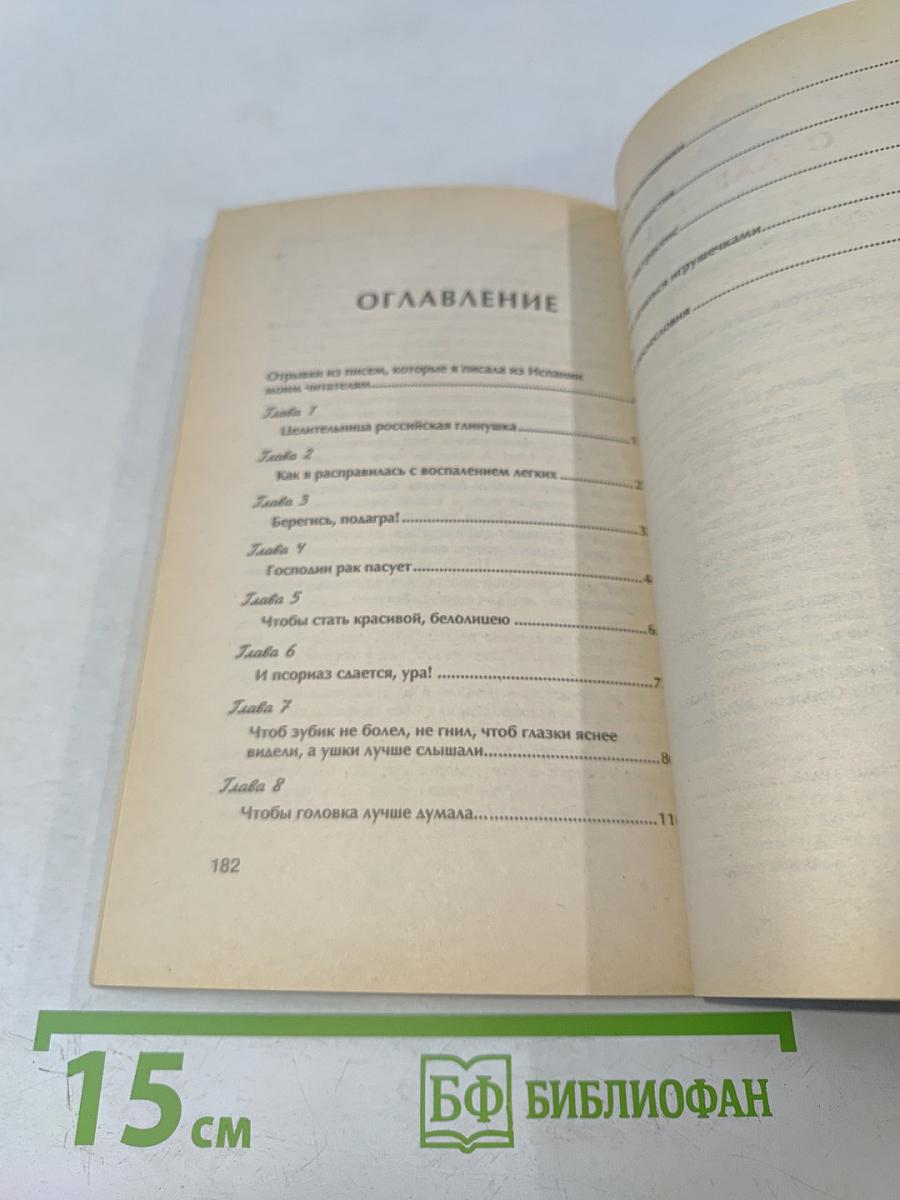 ОГЛАВЛЕНИЕ
Отрывки из писем, которые я писала из Испании
моим читателям
Глава 1
Целительница российская глинушка
Глава 2
Как я расправилась с воспалением легких
Глава 3
Берегись, подагра!
Глава 4
Господин рак пасует
Глава 5
Чтобы стать красивой, белолицею
Глава 6
И псориаз сдается, ура!
Глава 7
Чтоб зубик не болел, не гнил, чтоб глазки яснее
видели, а ушки лучше слышали
Глава 8
Чтобы головка лучше думала
182
игрушечками
15 см
БФ БИБЛИОФАН